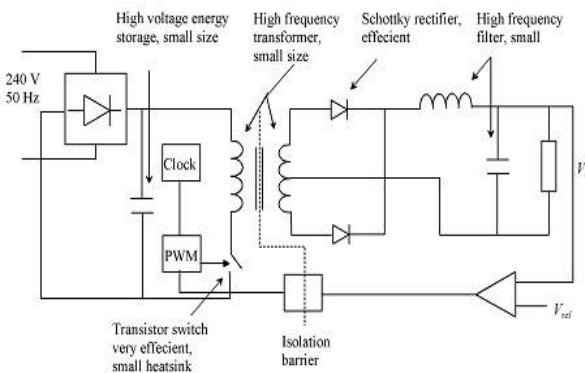 High voltage energy
storage, small size
High frequency
transformer,
small size
Schottky rectifier,
effecient
High frequency
filter, small
240 V
50 Hz
Clock
PWM
V
Transistor switch
very effecient,
small heatsink
Isolation
barrier
Vref